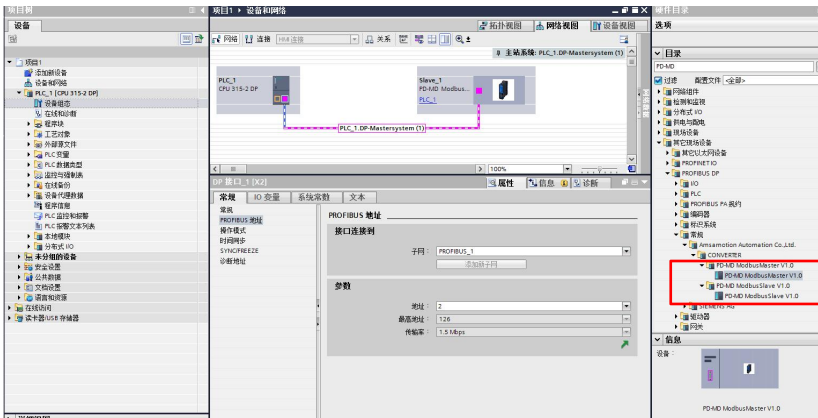 项目树
设备
项目1
添加新设备
设备和网络
PLC_1 [CPU 315-2 DP]
设备组态
在线和诊断
程序块
工艺对象
外部源文件
PLC 变量
PLC 数据类型
监控与强制表
在线备份
设备代理数据
程序信息
PLC 监控和报警
PLC 报警文本列表
本地模块
分布式 I/O
未分组的设备
安全设置
公共数据
文档设置
语言和资源
在线访问
读卡器/USB 存储器
项目1 › 设备和网络
拓扑视图
网络视图
设备视图
网络
连接
HMI 连接
关系
主站系统: PLC_1.DP-Mastersystem (1)
PLC_1
CPU 315-2 DP
Slave_1
PD-MD Modbus...
PLC_1
PLC_1.DP-Mastersystem (1)
100%
DP 接口_1 [X2]
属性
信息
诊断
常规
IO 变量
系统常数
文本
常规
PROFIBUS 地址
操作模式
时间同步
SYNC/FREEZE
诊断地址
PROFIBUS 地址
接口连接到
子网:
PROFIBUS_1
添加新子网
参数
地址:
2
最高地址:
126
传输率:
1.5 Mbps
硬件目录
选项
目录
PD-MD
过滤
配置文件
<全部>
网络组件
检测和监视
分布式 I/O
供电与配电
现场设备
其它现场设备
其它以太网设备
PROFINET IO
PROFIBUS DP
I/O
PLC
PROFIBUS PA 规约
编码器
标识系统
常规
Amsamotion Automation Co.,Ltd.
CONVERTER
PD-MD ModbusMaster V1.0
PD-MD ModbusMaster V1.0
PD-MD ModbusSlave V1.0
PD-MD ModbusSlave V1.0
SIEMENS AG
驱动器
网关
信息
设备:
PD-MD ModbusMaster V1.0